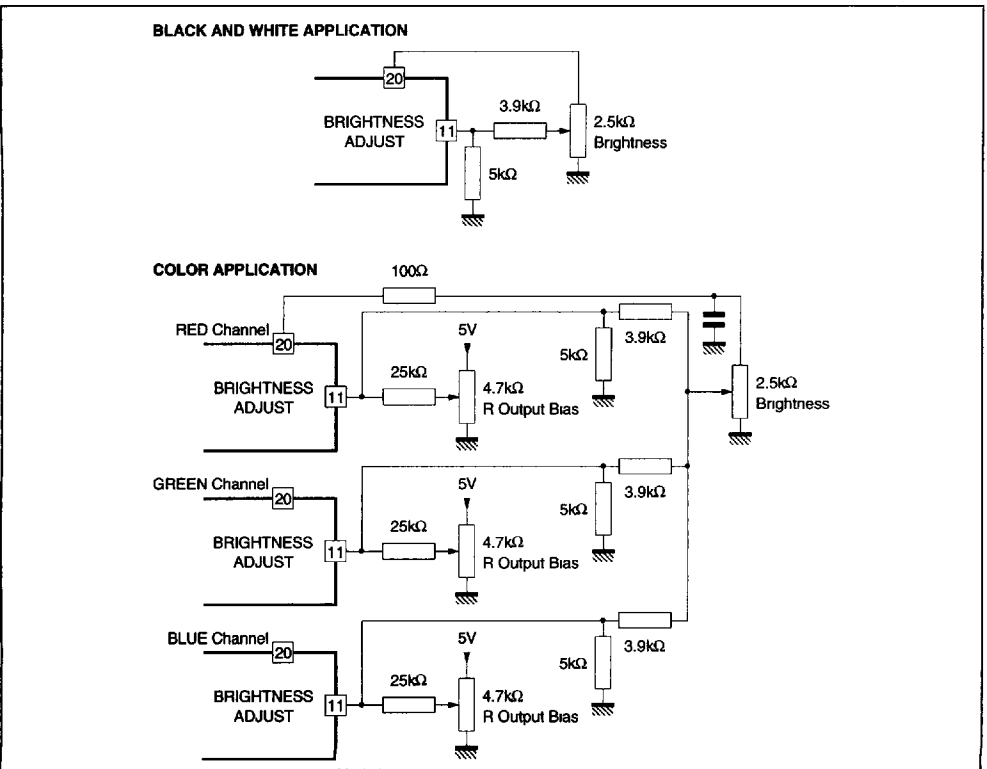 BLACK AND WHITE APPLICATION
20
BRIGHTNESS
ADJUST
11
3.9kΩ
2.5kΩ
Brightness
5kΩ
COLOR APPLICATION
100Ω
RED Channel
20
BRIGHTNESS
ADJUST
11
25kΩ
5V
4.7kΩ
R Output Bias
5kΩ
3.9kΩ
2.5kΩ
Brightness
GREEN Channel
20
BRIGHTNESS
ADJUST
11
25kΩ
5V
4.7kΩ
R Output Bias
5kΩ
3.9kΩ
BLUE Channel
20
BRIGHTNESS
ADJUST
11
25kΩ
5V
4.7kΩ
R Output Bias
5kΩ
3.9kΩ